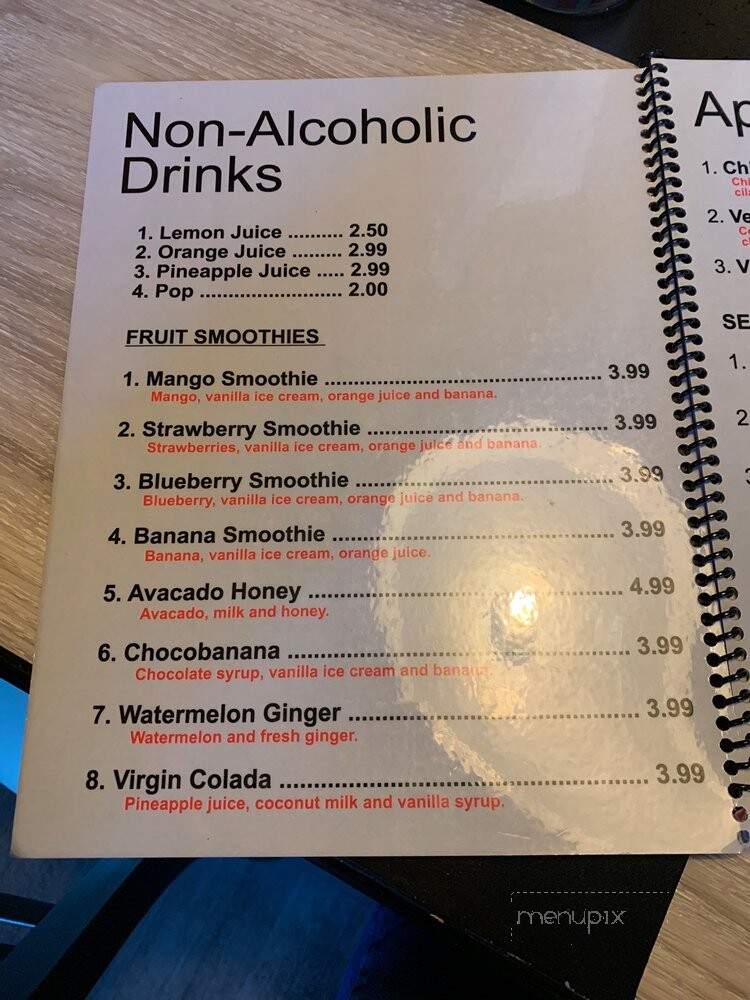 Non-Alcoholic
Drinks
1. Lemon Juice .......... 2.50
2. Orange Juice ......... 2.99
3. Pineapple Juice ..... 2.99
4. Pop .......................... 2.00
FRUIT SMOOTHIES
1. Mango Smoothie .......................................... 3.99
Mango, vanilla ice cream, orange juice and banana.
2. Strawberry Smoothie .................................... 3.99
Strawberries, vanilla ice cream, orange juice and banana.
3. Blueberry Smoothie ...................................... 3.99
Blueberry, vanilla ice cream, orange juice and banana.
4. Banana Smoothie .......................................... 3.99
Banana, vanilla ice cream, orange juice.
5. Avacado Honey .............................................. 4.99
Avacado, milk and honey.
6. Chocobanana ................................................. 3.99
Chocolate syrup, vanilla ice cream and banana.
7. Watermelon Ginger ........................................ 3.99
Watermelon and fresh ginger.
8. Virgin Colada .................................................. 3.99
Pineapple juice, coconut milk and vanilla syrup.
Ap
1. Ch
Chi
cil
2. Ve
3. V
SE
1.
2.
menupix